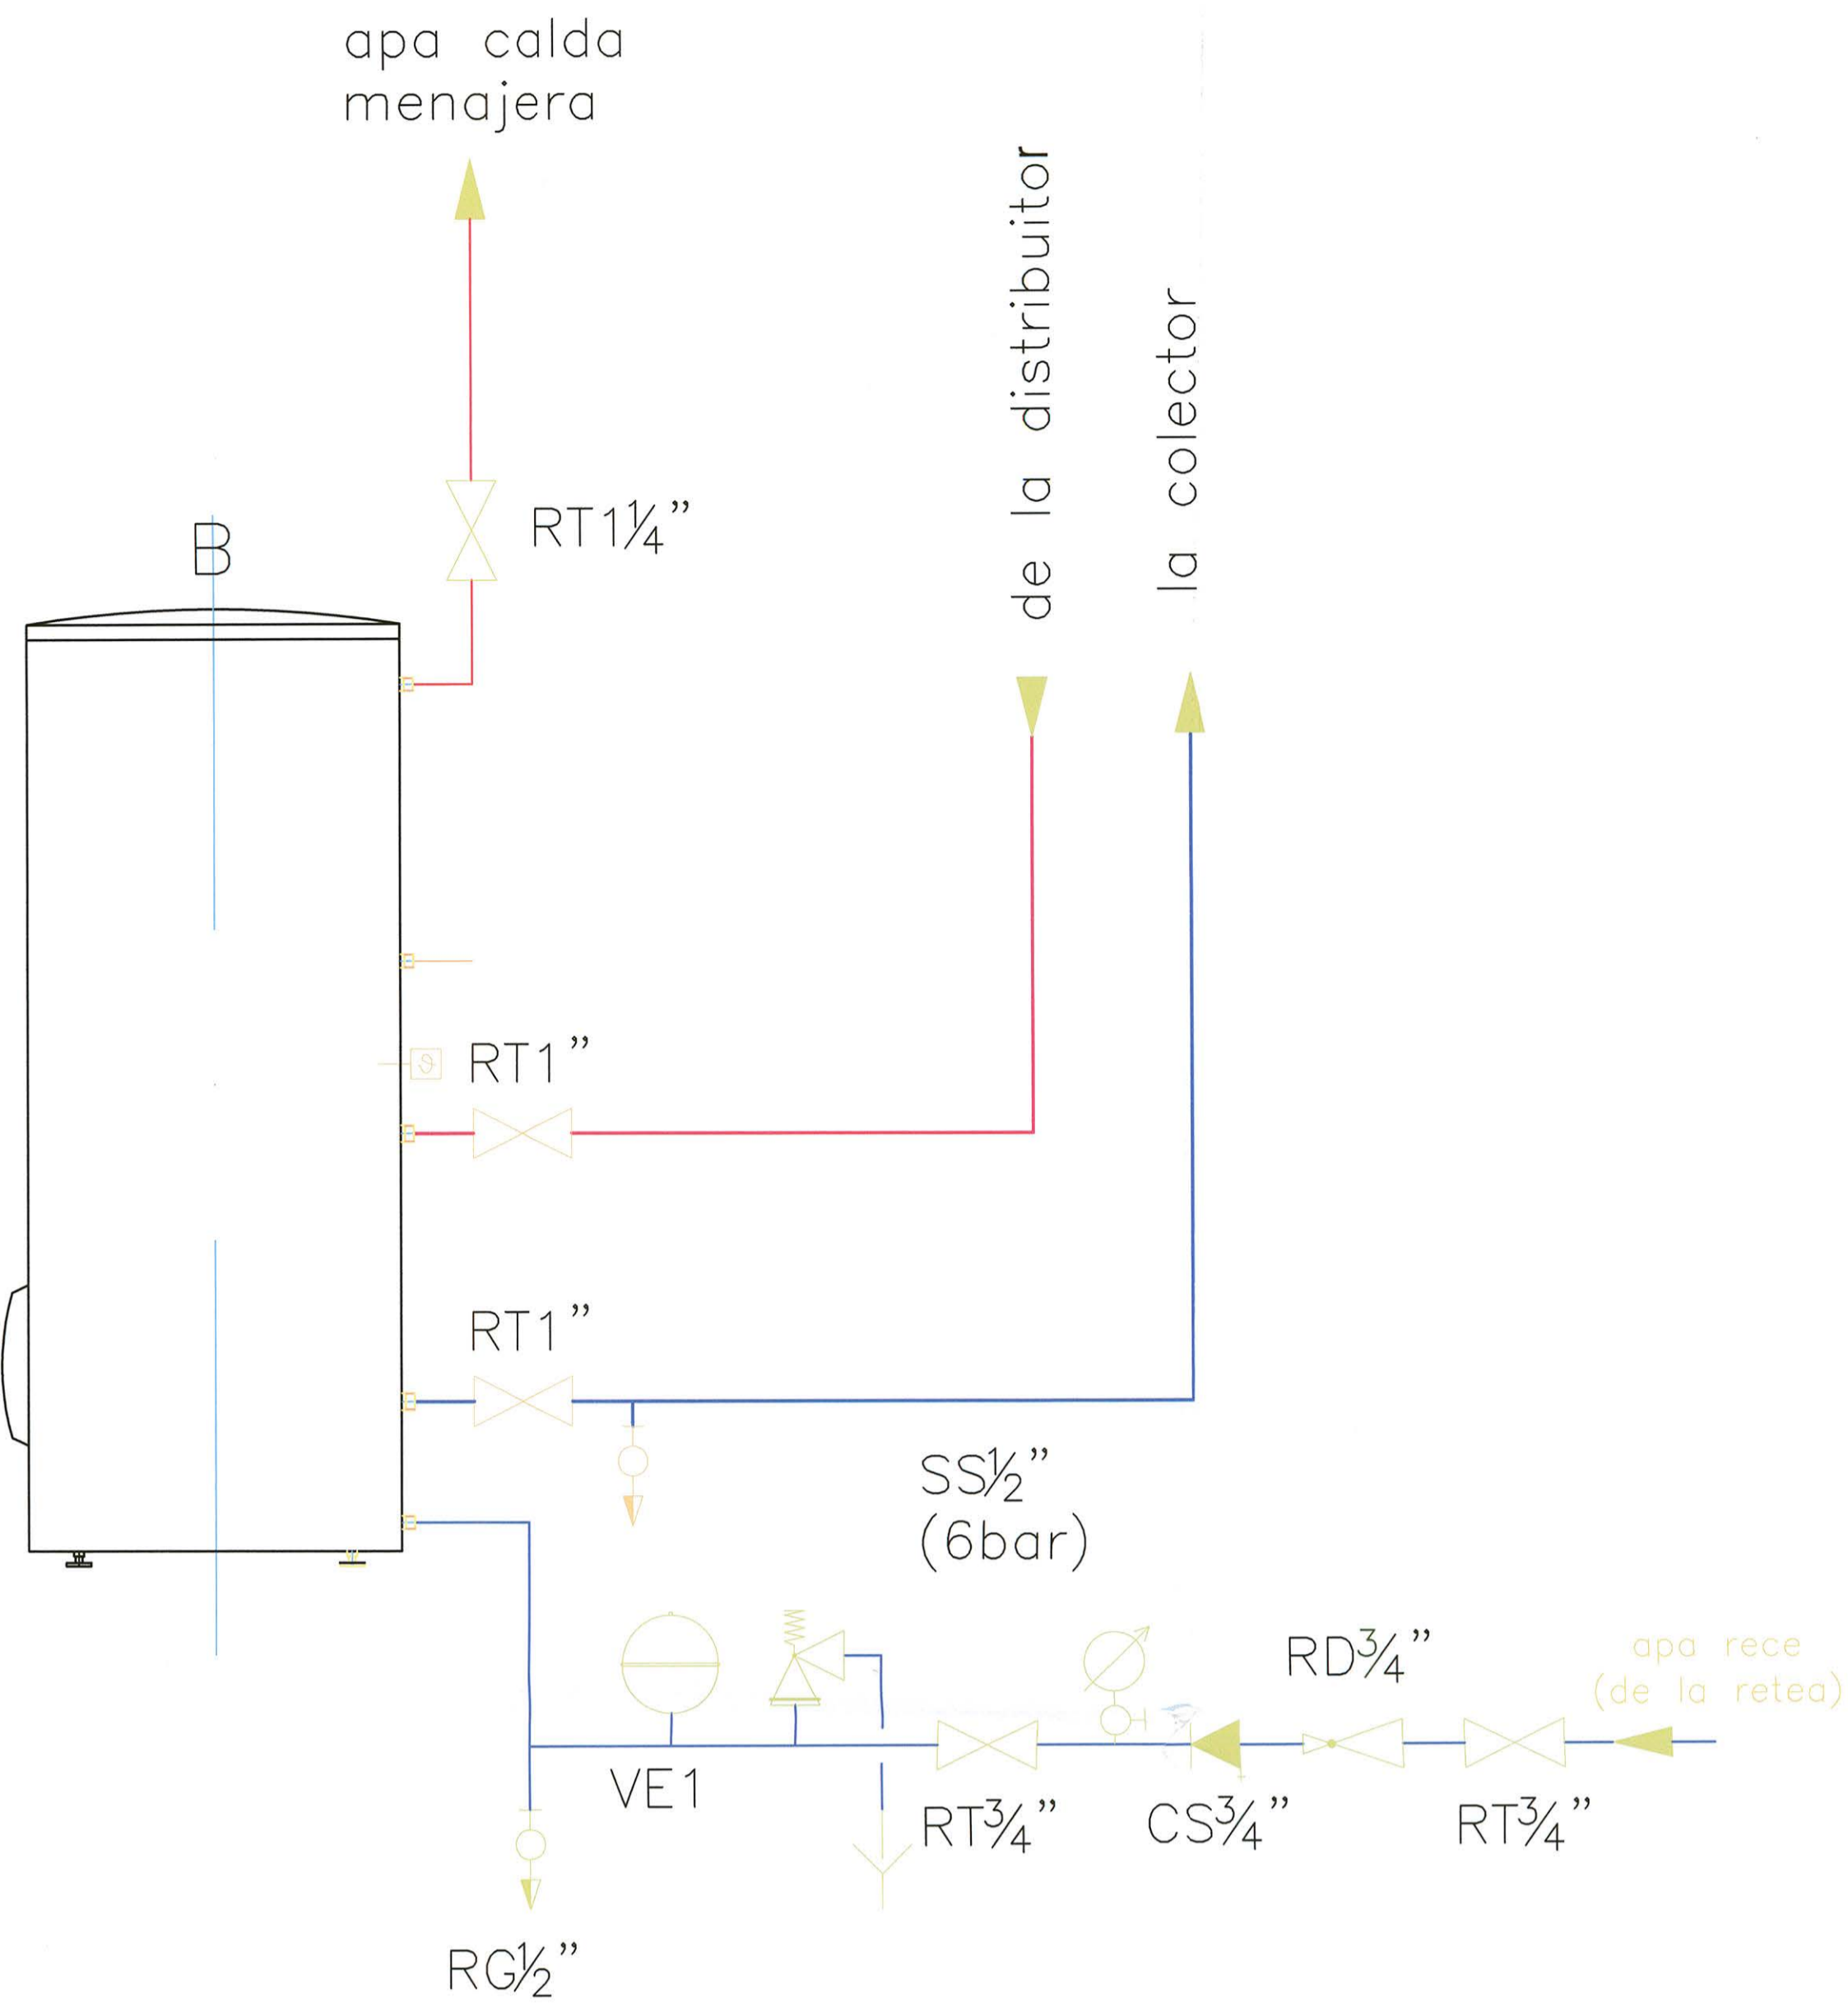 apa calda
menajera
de la distribuitor
la colector
RT1¼”
B
RT1”
RT1”
SS½”
(6bar)
RD¾”
apa rece
(de la retea)
VE1
RT¾”
CS¾”
RT¾”
RG½”